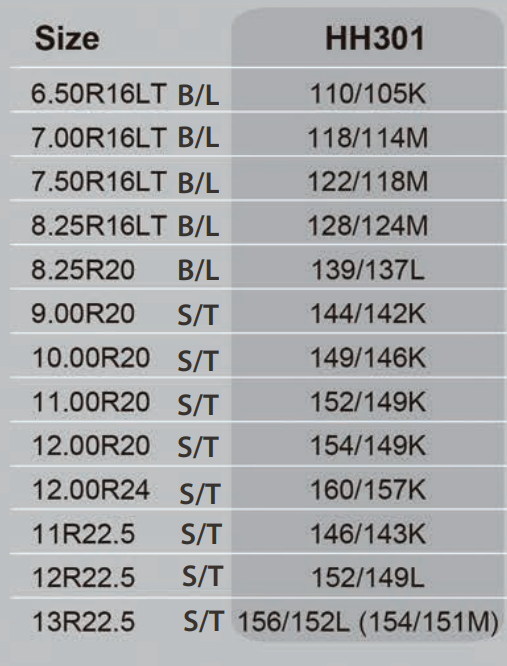 Size HH301
6.50R16LT B/L 110/105K
7.00R16LT B/L 118/114M
7.50R16LT B/L 122/118M
8.25R16LT B/L 128/124M
8.25R20 B/L 139/137L
9.00R20 S/T 144/142K
10.00R20 S/T 149/146K
11.00R20 S/T 152/149K
12.00R20 S/T 154/149K
12.00R24 S/T 160/157K
11R22.5 S/T 146/143K
12R22.5 S/T 152/149L
13R22.5 S/T 156/152L (154/151M)